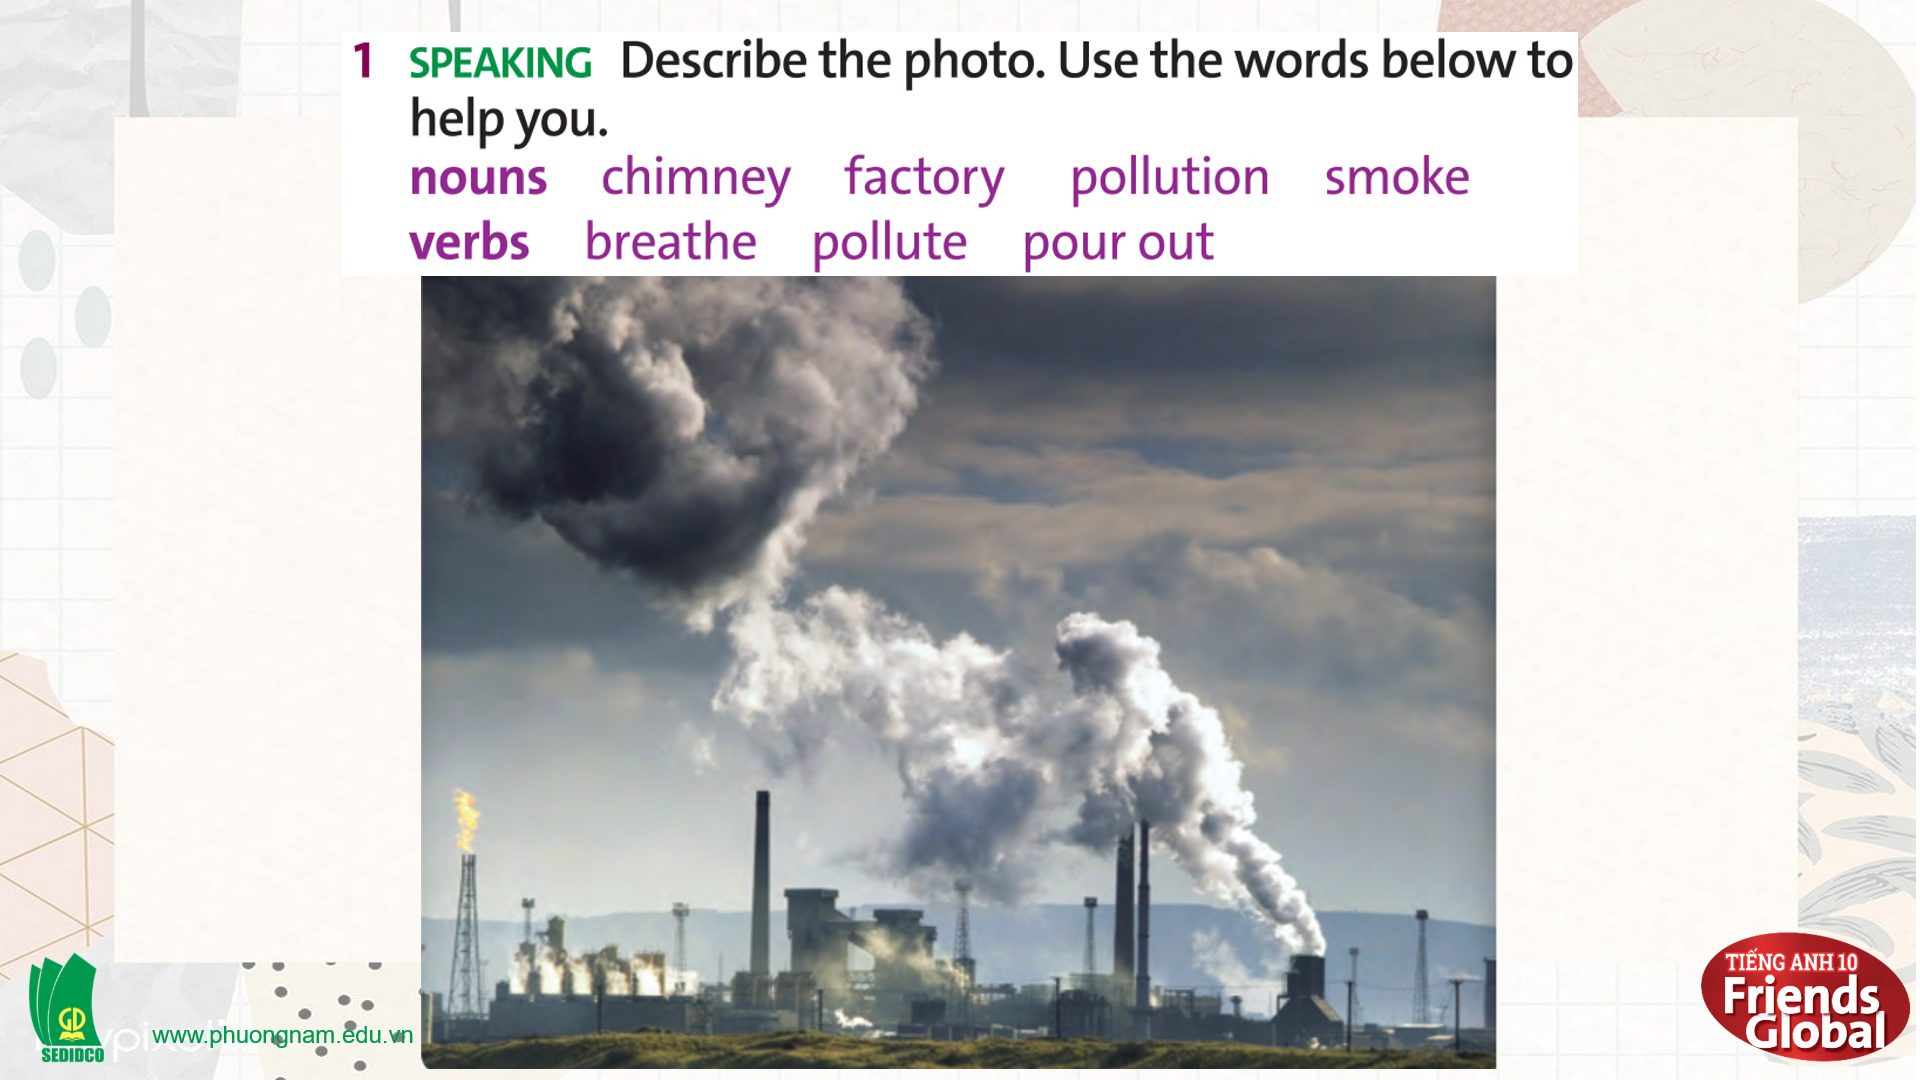 1 SPEAKING Describe the photo. Use the words below to
help you.
nouns chimney factory pollution smoke
verbs breathe pollute pour out
GD
SEDIDCO
www.phuongnam.edu.vn
TIẾNG ANH 10
Friends
Global